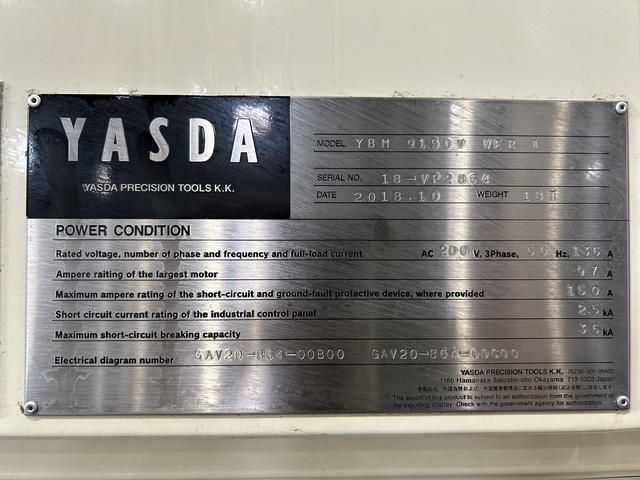 YASDA
YASDA PRECISION TOOLS K.K.
MODEL YBM 9150V VER Ⅱ
SERIAL NO. 18-VP2864
DATE 2018.10 WEIGHT 13T
POWER CONDITION
Rated voltage, number of phase and frequency and full-load current AC 200 V, 3Phase, 50 Hz, 136 A
Ampere raiting of the largest motor 97 A
Maximum ampere rating of the short-circuit and ground-fault protective device, where provided 150 A
Short circuit current rating of the industrial control panel 2.5 kA
Maximum short-circuit breaking capacity 36 kA
Electrical diagram number GAV20-864-00B00 GAV20-864-00C00
YASDA PRECISION TOOLS K.K.
1160 Hamanaka Satosho-cho Okayama 719-0303 Japan
The export of this product is subject to an authorization from the government of
the exporting country. Check with the government agency for authorization.